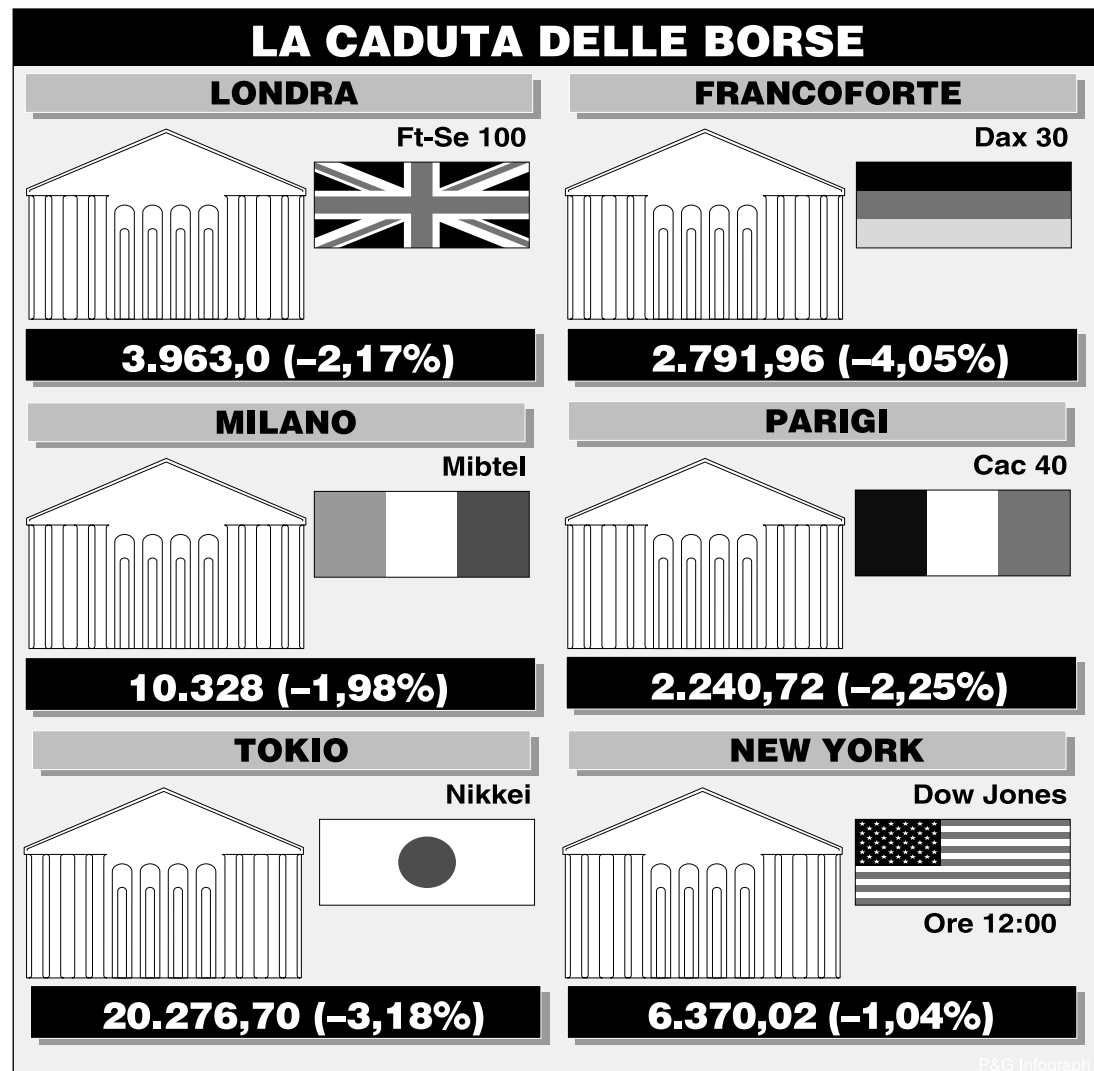 LA CADUTA DELLE BORSE
LONDRA
Ft-Se 100
3.963,0 (–2,17%)
FRANCOFORTE
Dax 30
2.791,96 (–4,05%)
MILANO
Mibtel
10.328 (–1,98%)
PARIGI
Cac 40
2.240,72 (–2,25%)
TOKIO
Nikkei
20.276,70 (–3,18%)
NEW YORK
Dow Jones
Ore 12:00
6.370,02 (–1,04%)
P&G Infograph